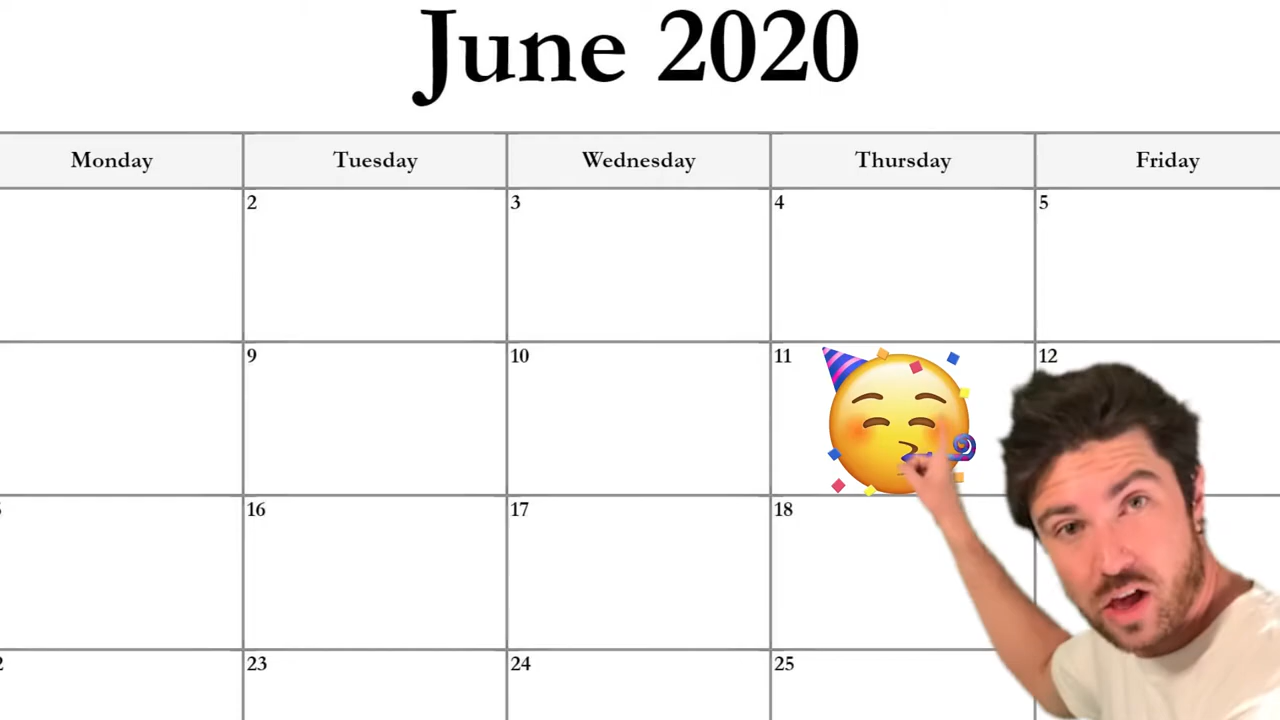 June 2020
Monday Tuesday Wednesday Thursday Friday
2 3 4 5
9 10 11 12
16 17 18
23 24 25